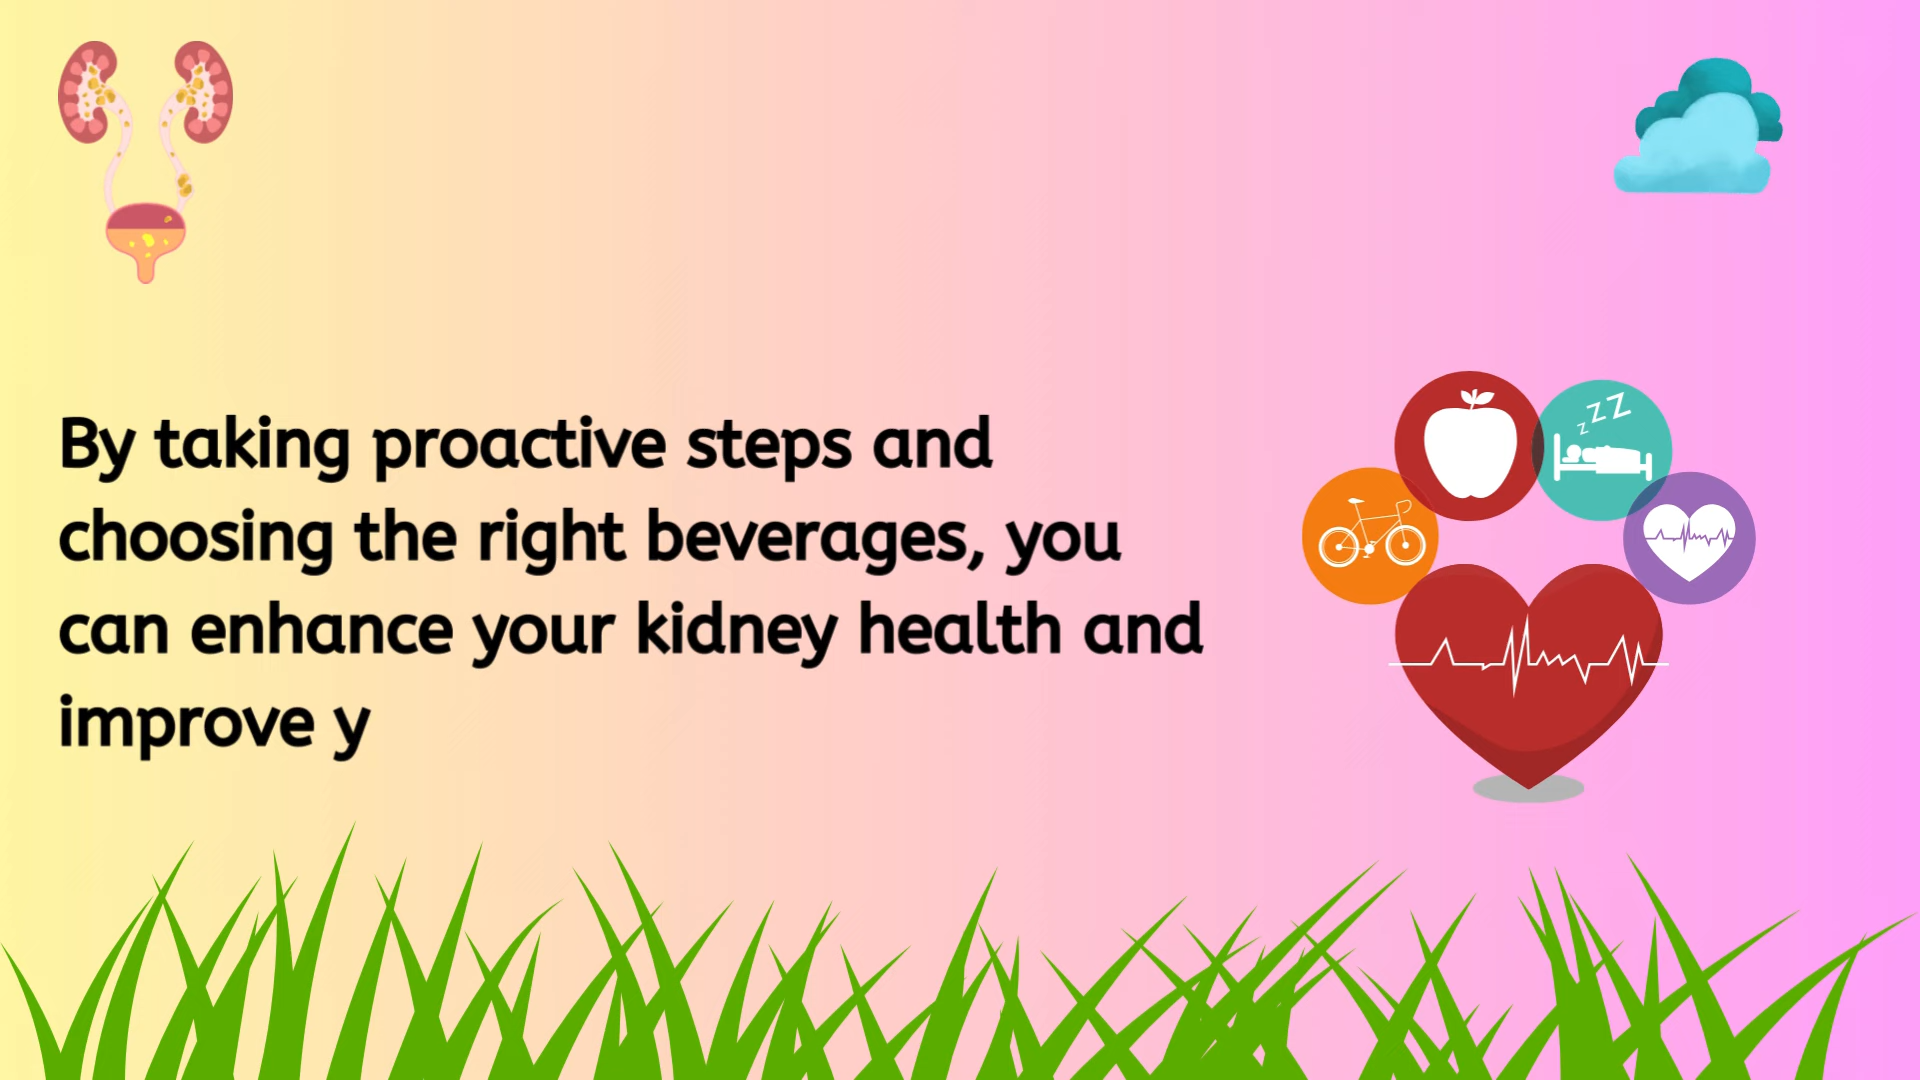 By taking proactive steps and
choosing the right beverages, you
can enhance your kidney health and
improve y
z z z